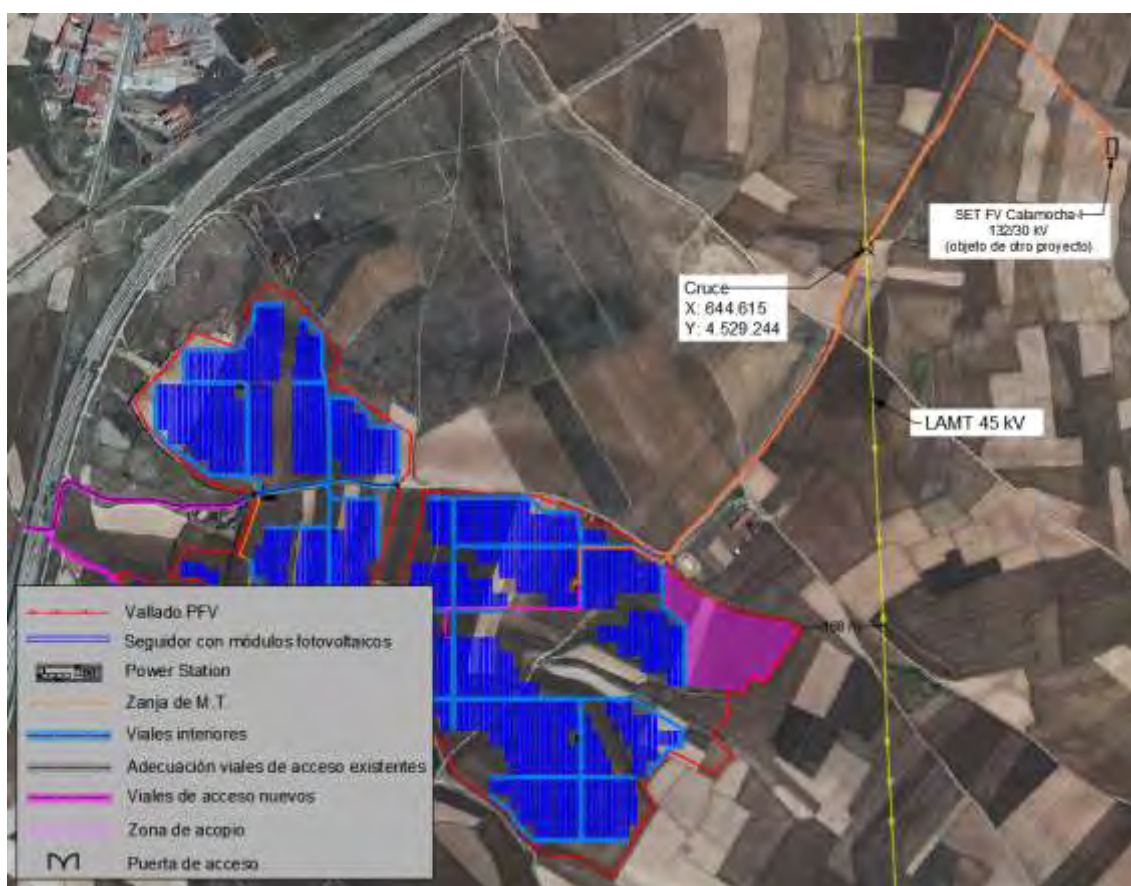 SET FV Calamocha-I
132/30 kV
(objeto de otro proyecto)
Cruce
X: 644.615
Y: 4.529.244
LAMT 45 kV
Vallado PFV
Seguidor con módulos fotovoltaicos
Power Station
Zanja de M.T.
Viales interiores
Adecuación viales de acceso existentes
Viales de acceso nuevos
Zona de acopio
Puerta de acceso